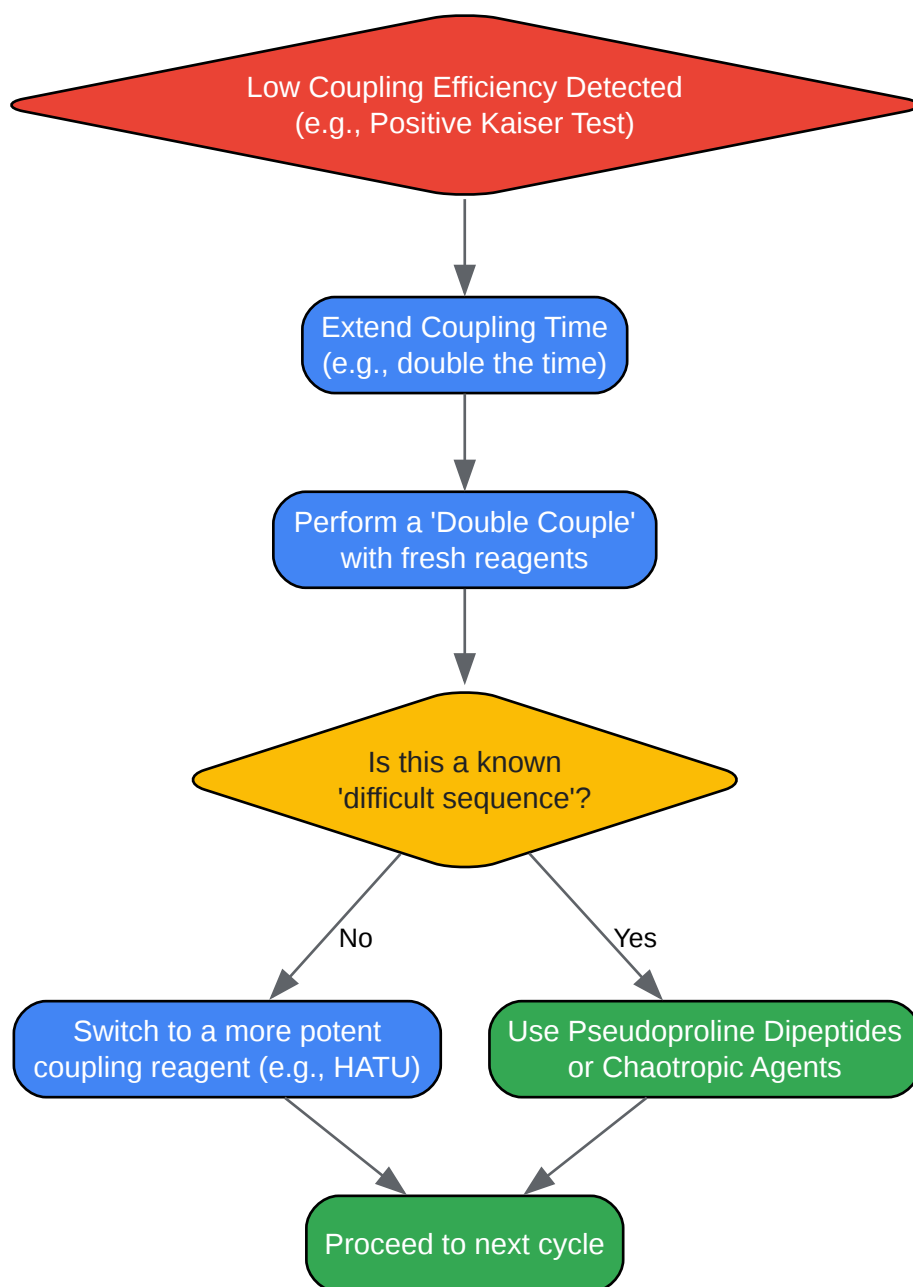 Low Coupling Efficiency Detected
(e.g., Positive Kaiser Test)
Extend Coupling Time
(e.g., double the time)
Perform a 'Double Couple'
with fresh reagents
Is this a known
'difficult sequence'?
No
Yes
Switch to a more potent
coupling reagent (e.g., HATU)
Use Pseudoproline Dipeptides
or Chaotropic Agents
Proceed to next cycle